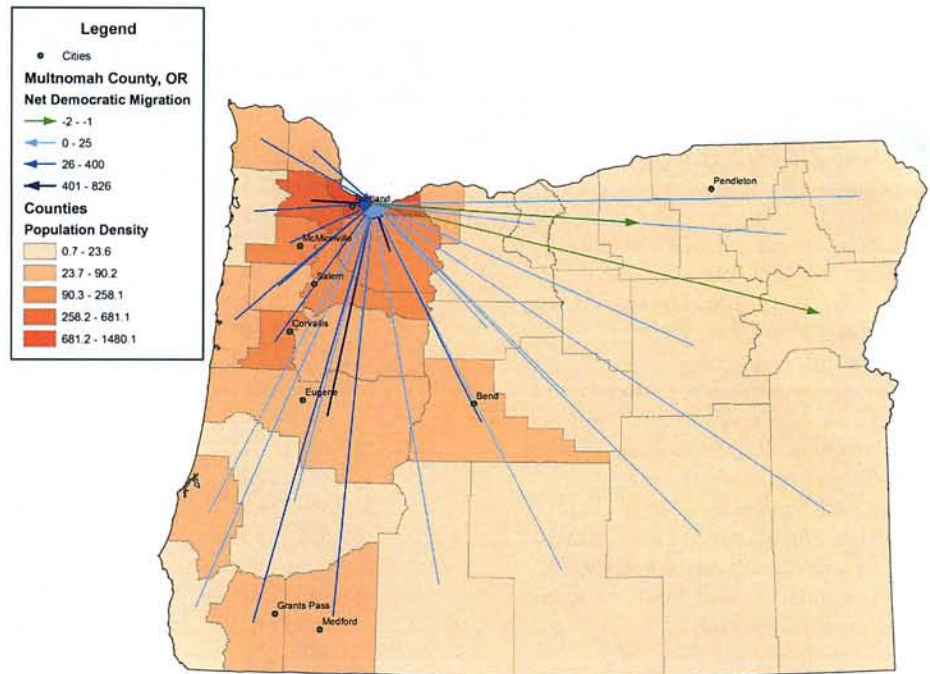 Legend
Cities
Multnomah County, OR
Net Democratic Migration
-2 - -1
0 - 25
26 - 400
401 - 826
Counties
Population Density
0.7 - 23.6
23.7 - 90.2
90.3 - 258.1
258.2 - 681.1
681.2 - 1480.1
Pendleton
Portland
McMinnville
Salem
Corvallis
Eugene
Bend
Grants Pass
Medford